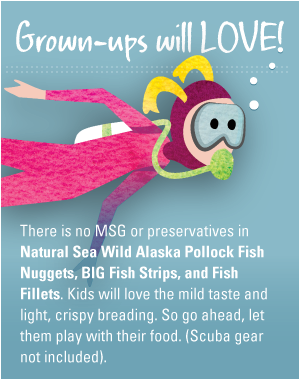 Grown-ups will LOVE!
There is no MSG or preservatives in
Natural Sea Wild Alaska Pollock Fish
Nuggets, BIG Fish Strips, and Fish
Fillets. Kids will love the mild taste and
light, crispy breading. So go ahead, let
them play with their food. (Scuba gear
not included).